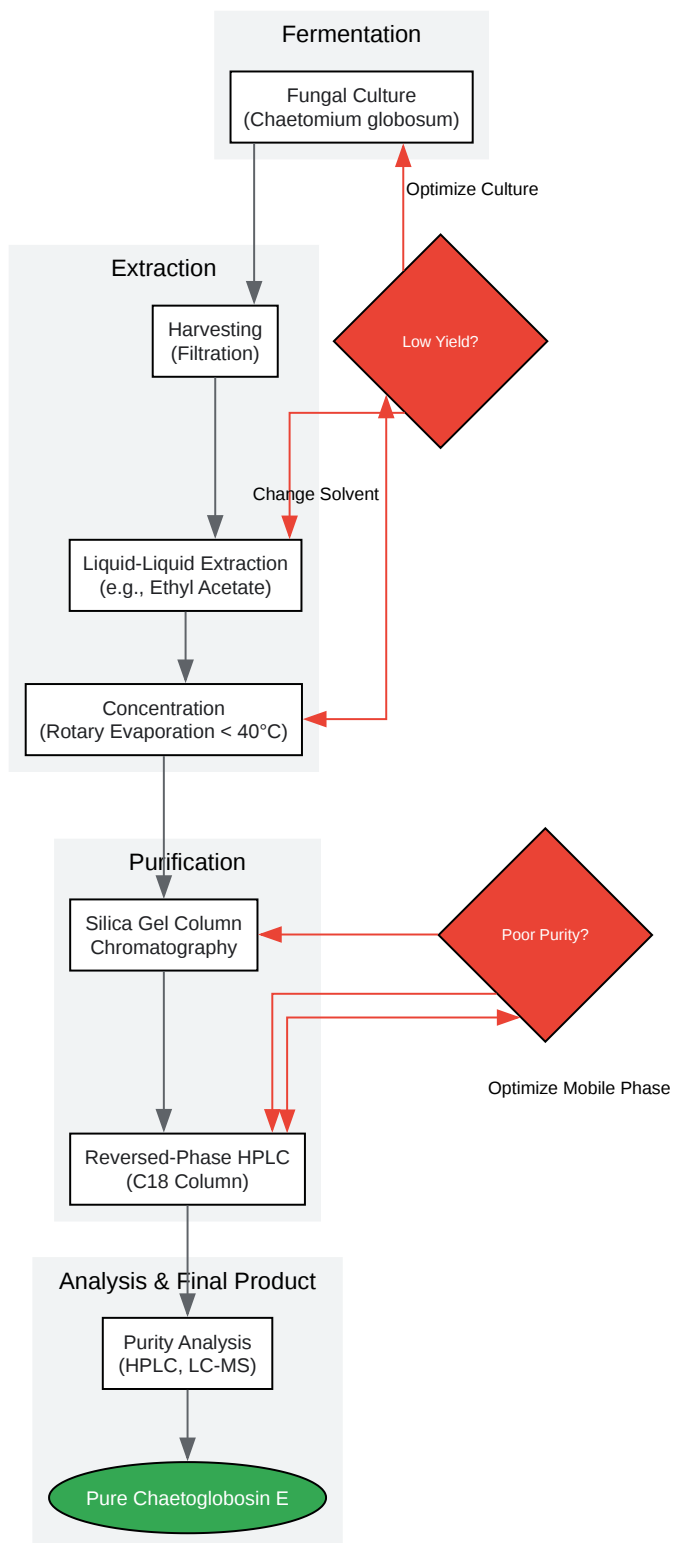 Fermentation
Fungal Culture
(Chaetomium globosum)
Optimize Culture
Extraction
Harvesting
(Filtration)
Low Yield?
Change Solvent
Liquid-Liquid Extraction
(e.g., Ethyl Acetate)
Concentration
(Rotary Evaporation < 40°C)
Purification
Silica Gel Column
Chromatography
Poor Purity?
Optimize Mobile Phase
Reversed-Phase HPLC
(C18 Column)
Analysis & Final Product
Purity Analysis
(HPLC, LC-MS)
Pure Chaetoglobosin E